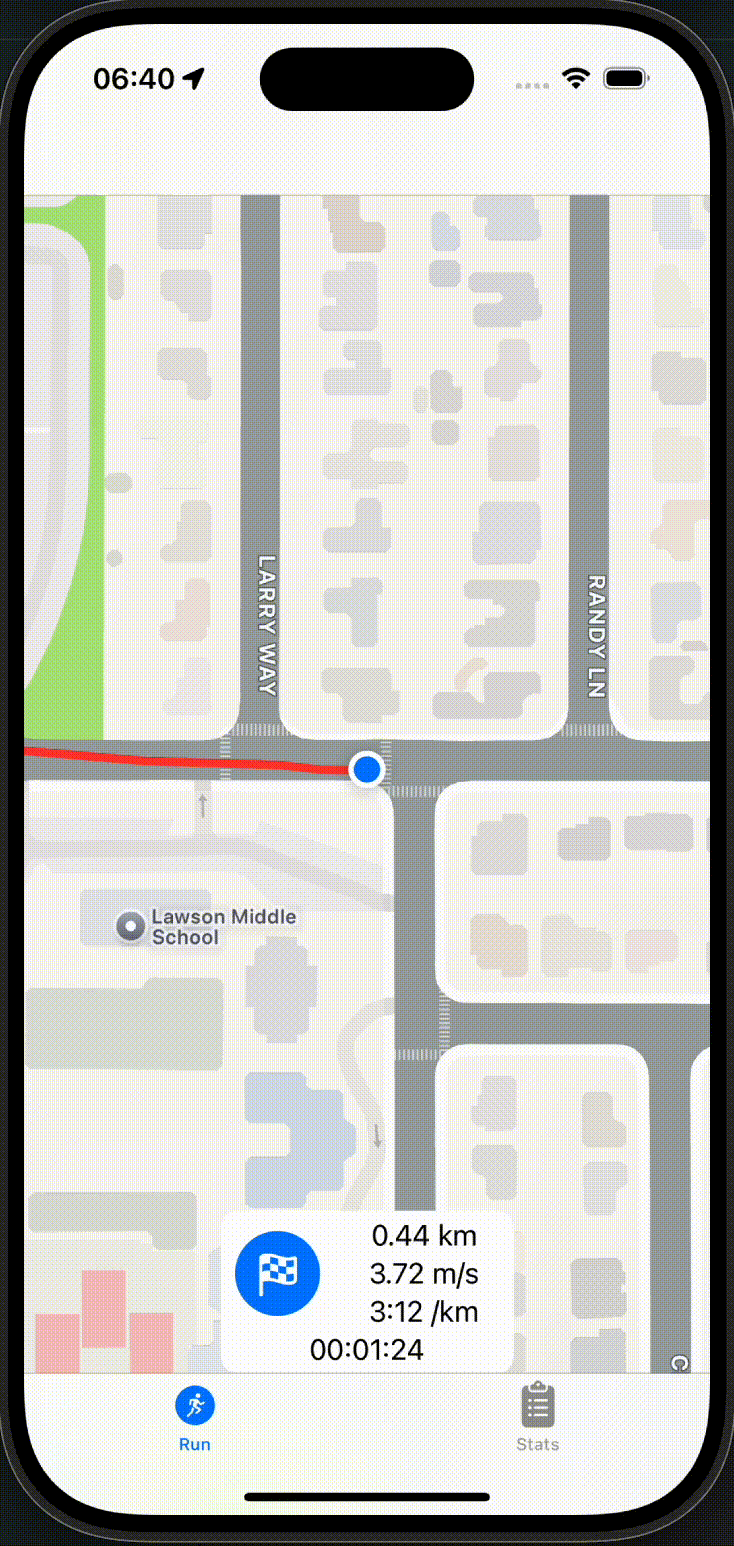 06:40
LARRY WAY
RANDY LN
Lawson Middle
School
0.44 km
3.72 m/s
3:12 /km
00:01:24
C
Run
Stats